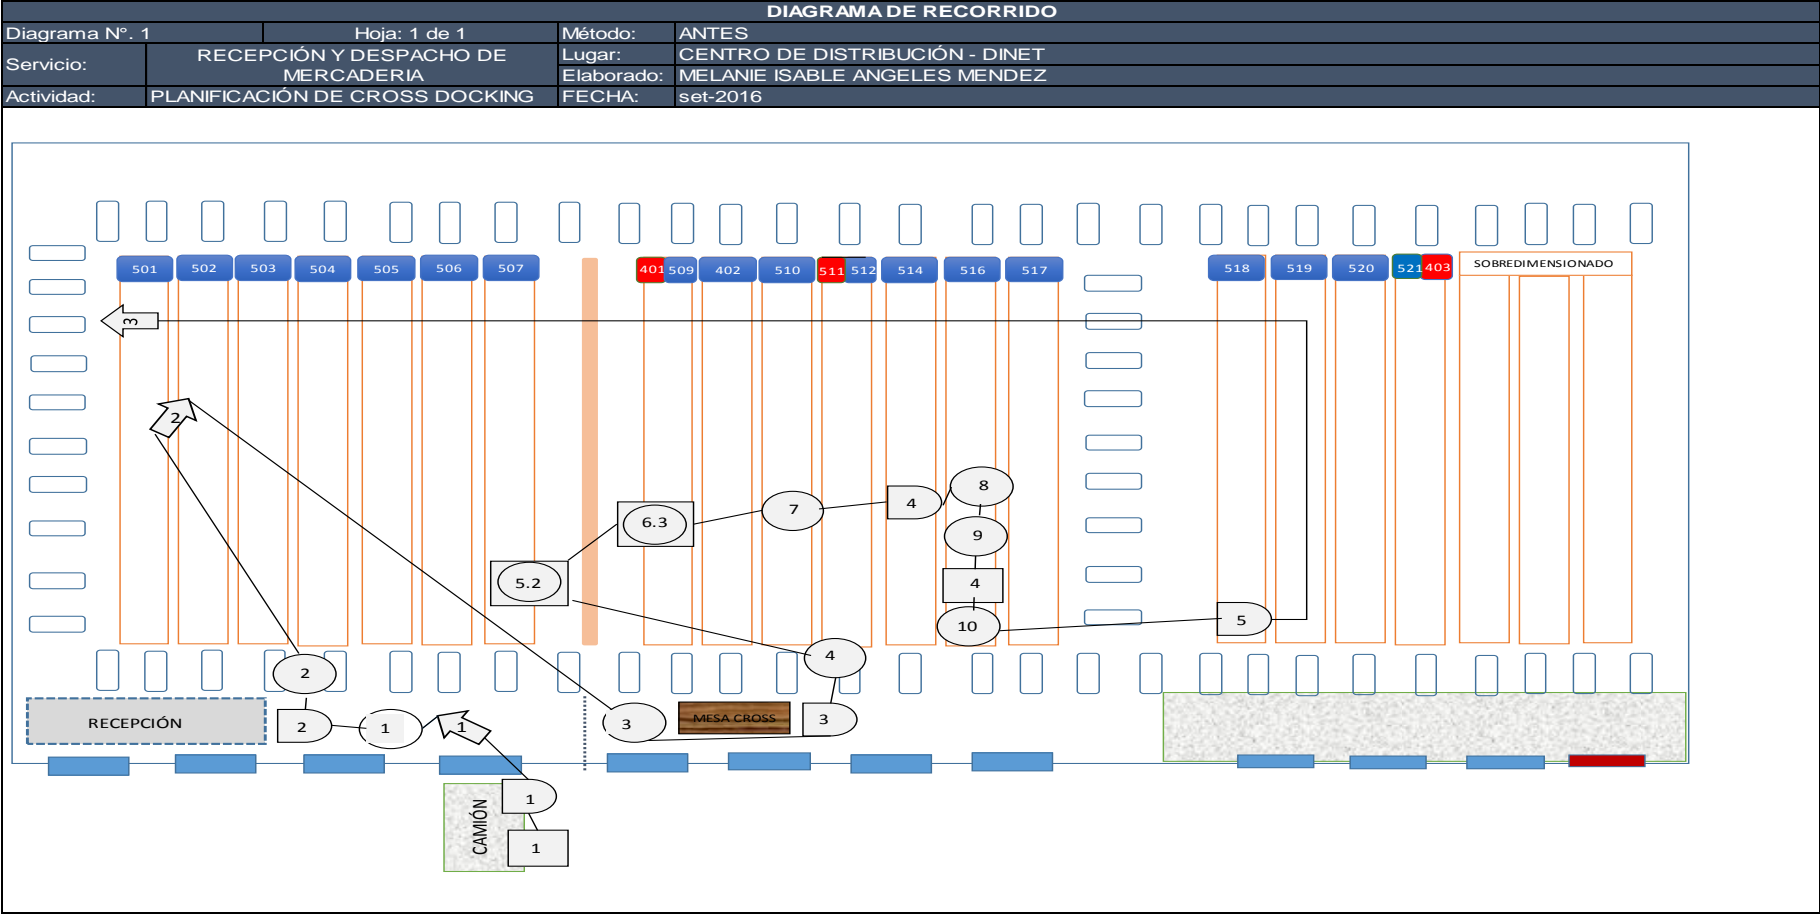 DIAGRAMA DE RECORRIDO
Diagrama N°. 1
Hoja: 1 de 1
Método:
ANTES
Servicio:
RECEPCIÓN Y DESPACHO DE
MERCADERIA
Lugar:
CENTRO DE DISTRIBUCIÓN - DINET
Elaborado:
MELANIE ISABLE ANGELES MENDEZ
Actividad:
PLANIFICACIÓN DE CROSS DOCKING
FECHA:
set-2016
501 502 503 504 505 506 507 401 509 402 510 511 512 514 516 517 518 519 520 521 403 SOBREDIMENSIONADO
3
2
8
4
7
6.3
9
5.2
4
5
10
4
2
RECEPCIÓN
2
1
1
3
MESA CROSS
3
CAMIÓN
1
1